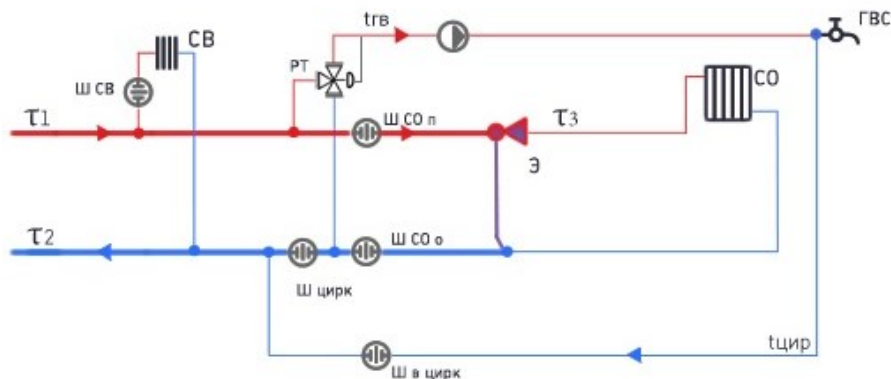 tгв
ГВС
СВ
РТ
СО
Ш СВ
τ1
Ш СО п
τ3
Э
τ2
Ш СО о
Ш цирк
tцир
Ш в цирк